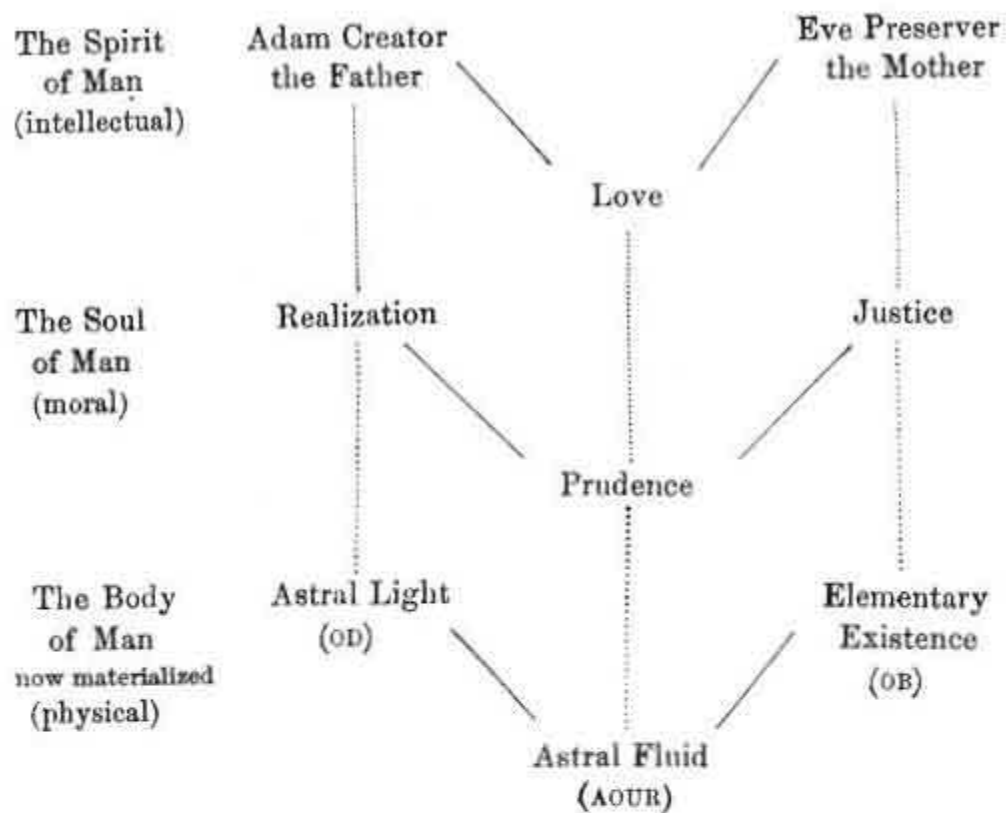 The Spirit
of Man
(intellectual)
Adam Creator
the Father
Eve Preserver
the Mother
Love
The Soul
of Man
(moral)
Realization
Justice
Prudence
The Body
of Man
now materialized
(physical)
Astral Light
(OD)
Elementary
Existence
(OB)
Astral Fluid
(AOUR)